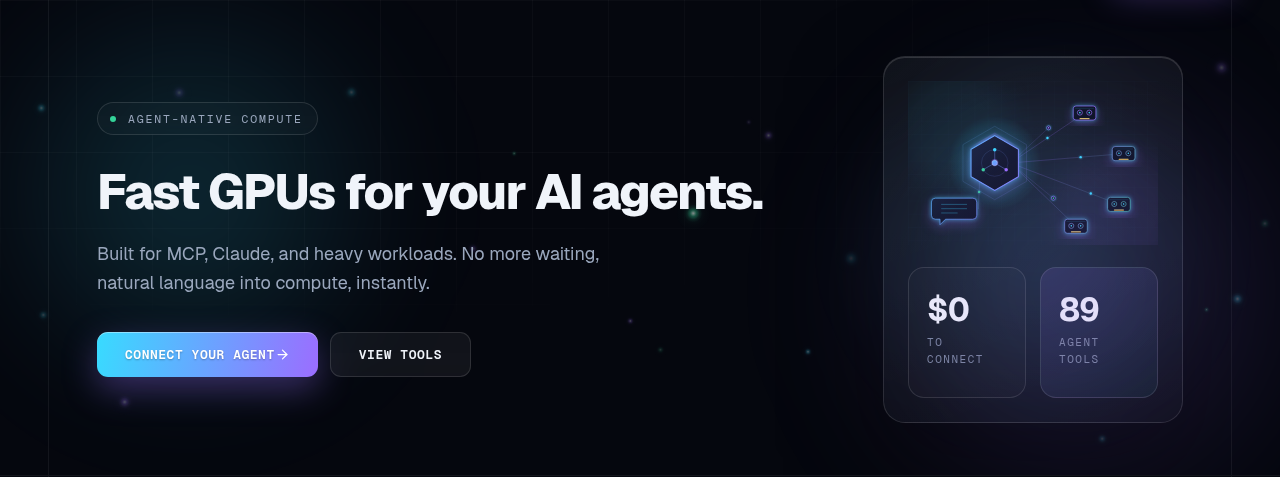 AGENT-NATIVE COMPUTE
Fast GPUs for your AI agents.
Built for MCP, Claude, and heavy workloads. No more waiting,
natural language into compute, instantly.
CONNECT YOUR AGENT→
VIEW TOOLS
$0
TO
CONNECT
89
AGENT
TOOLS